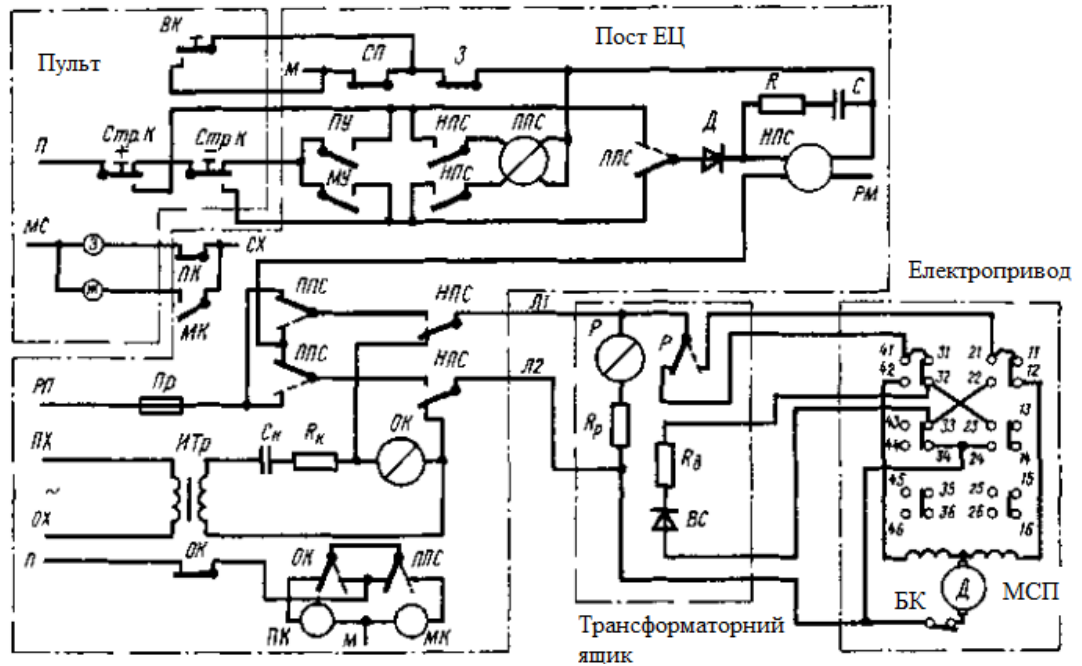 ВК
Пульт
Пост ЕЦ
М
СП
З
R
С
П
Стр.К
Стр К
ПУ
НПС
ППС
ППС
Д
НПС
МУ
НПС
РМ
МС
З
ПК
СХ
Ж
МК
Електропривод
ППС
НПС
Л1
ППС
НПС
Л2
Р
Р
41 31 21 11
42 32 22 12
РП
Пр
43 33 23 13
44 34 24 14
Rр
ПХ
ИТр
Ск
Rк
ОК
Rд
45 35 25 15
46 36 26 16
~
ВС
ОХ
П
ОК
ОК
ППС
ПК
М
МК
БК
Д
МСП
Трансформаторний
ящик